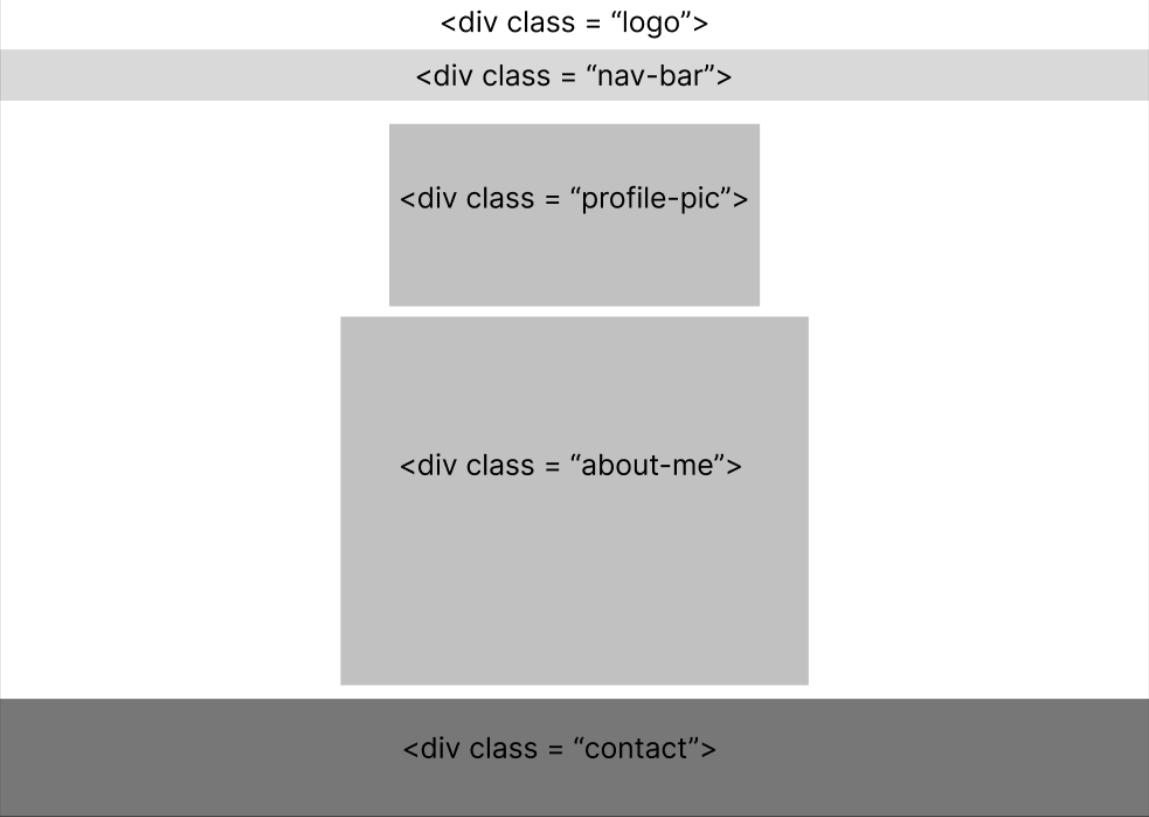 <div class = “logo”>
<div class = “nav-bar”>
<div class = “profile-pic”>
<div class = “about-me”>
<div class = “contact”>